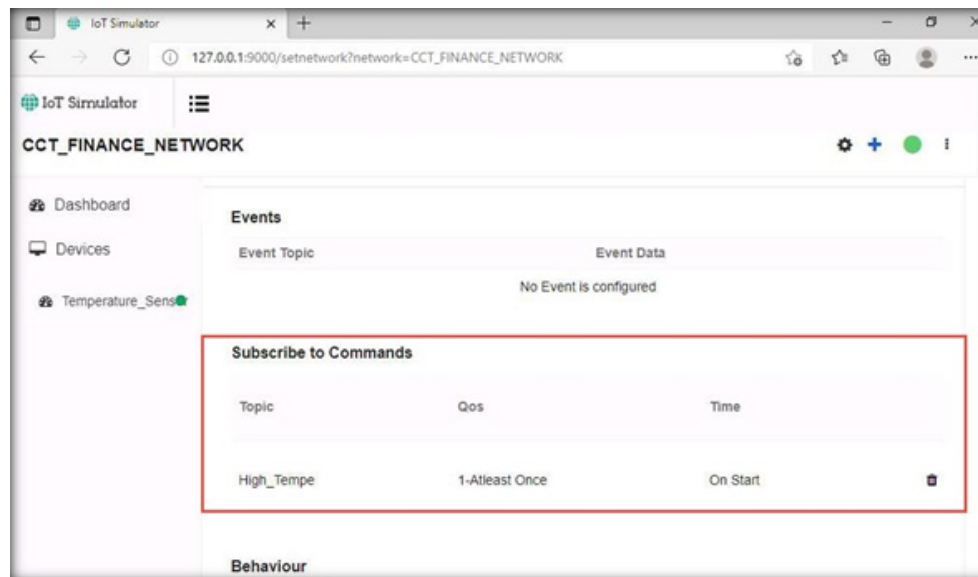 IoT Simulator
127.0.0.1:9000/setnetwork?network=CCT_FINANCE_NETWORK
IoT Simulator
CCT_FINANCE_NETWORK
Dashboard
Devices
Temperature_Sensor
Events
Event Topic Event Data
No Event is configured
Subscribe to Commands
Topic Qos Time
High_Tempe 1-Atleast Once On Start
Behaviour